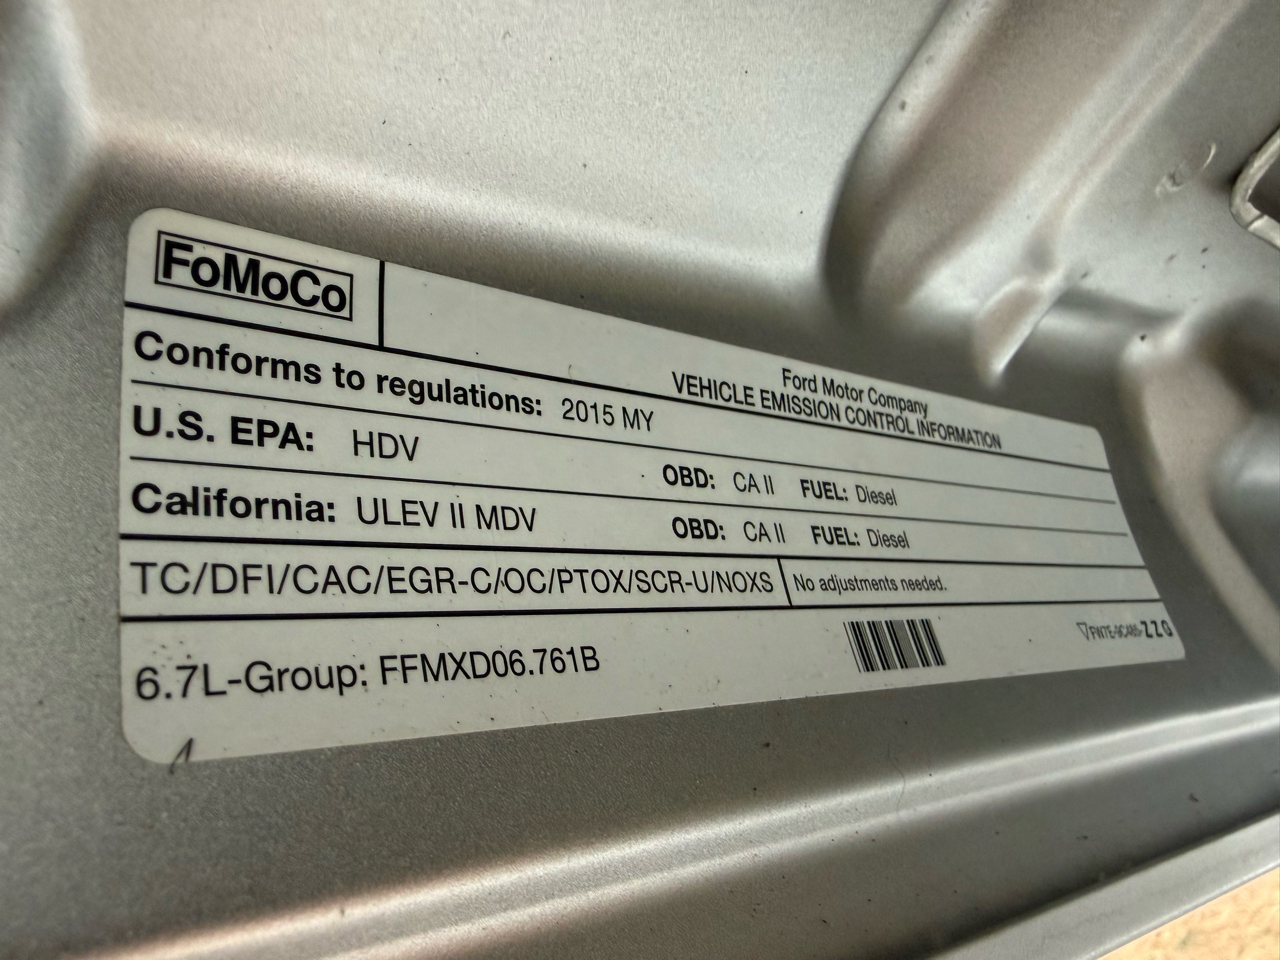 FoMoCo
Ford Motor Company
VEHICLE EMISSION CONTROL INFORMATION
Conforms to regulations: 2015 MY
U.S. EPA: HDV OBD: CA II FUEL: Diesel
California: ULEV II MDV OBD: CA II FUEL: Diesel
TC/DFI/CAC/EGR-C/OC/PTOX/SCR-U/NOXS No adjustments needed.
6.7L-Group: FFMXD06.761B
ZZG